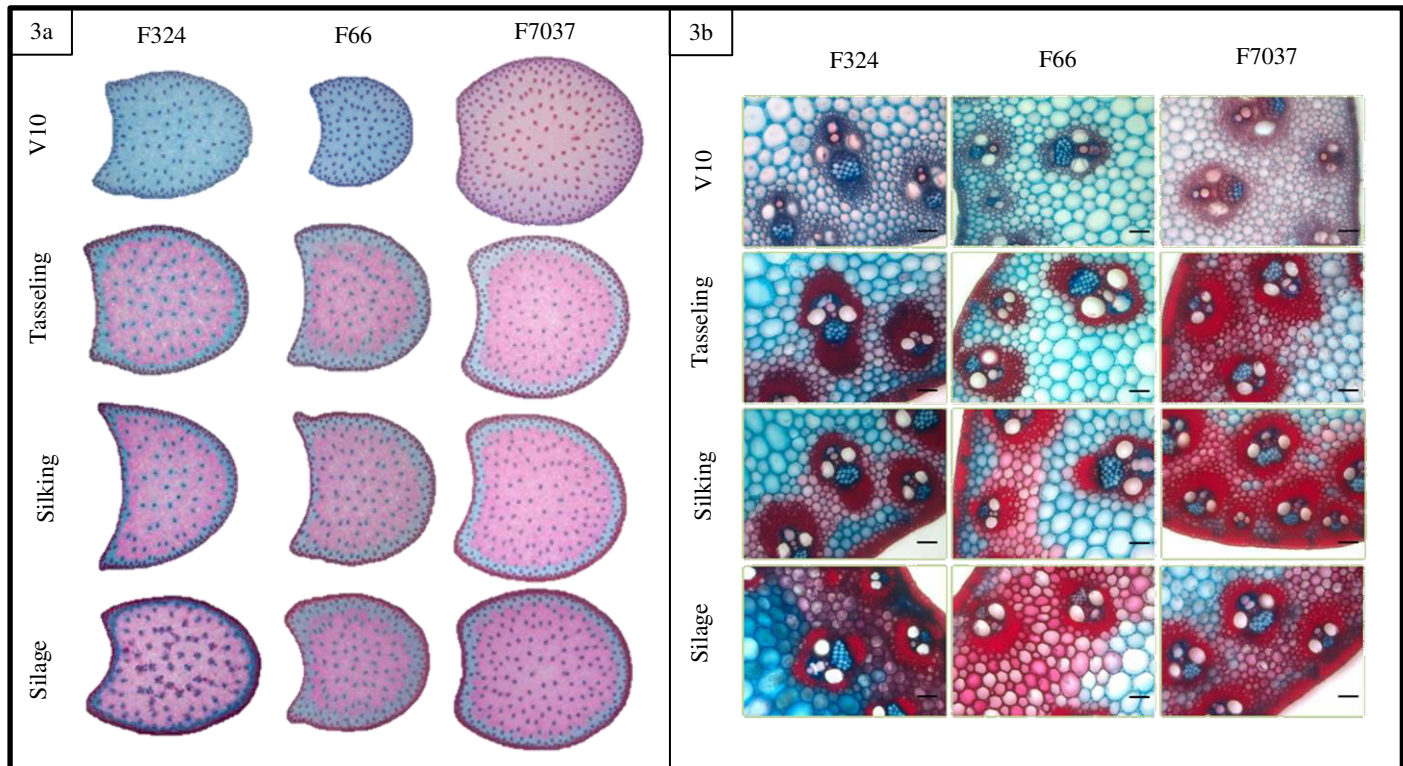 3a
F324 F66 F7037
V10
Tasseling
Silking
Silage
3b
F324 F66 F7037
V10
Tasseling
Silking
Silage